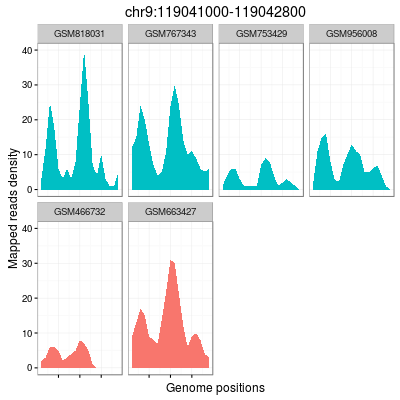 chr9:119041000-119042800
GSM818031 GSM767343 GSM753429 GSM956008
40
30
20
10
0
GSM466732 GSM663427
40
30
20
10
0
Mapped reads density
Genome positions